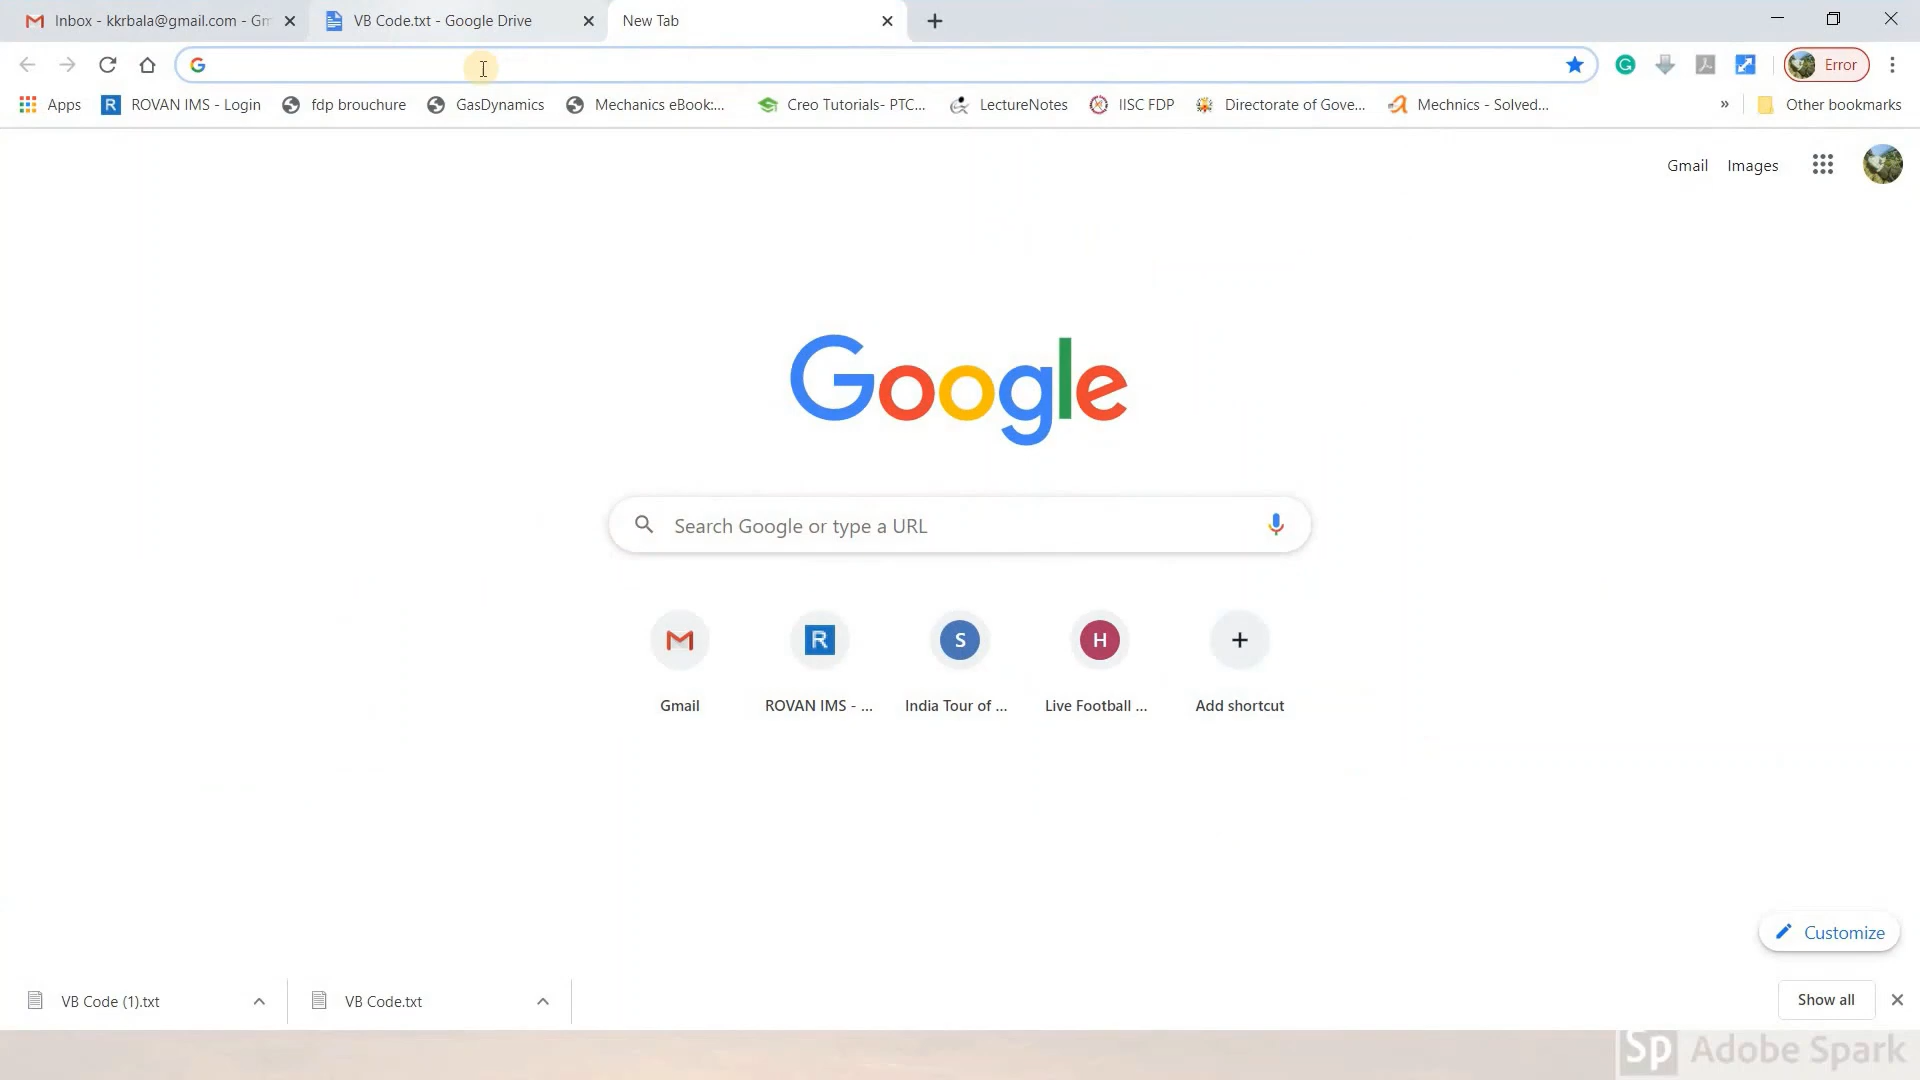 Inbox - kkrbala@gmail.com - Gm
VB Code.txt - Google Drive
New Tab
Error
Apps
ROVAN IMS - Login
fdp brouchure
GasDynamics
Mechanics eBook:...
Creo Tutorials- PTC...
LectureNotes
IISC FDP
Directorate of Gove...
Mechnics - Solved...
»
Other bookmarks
Gmail
Images
Google
Search Google or type a URL
R
S
H
Gmail
ROVAN IMS - ...
India Tour of ...
Live Football ...
Add shortcut
Customize
VB Code (1).txt
VB Code.txt
Show all
Sp Adobe Spark